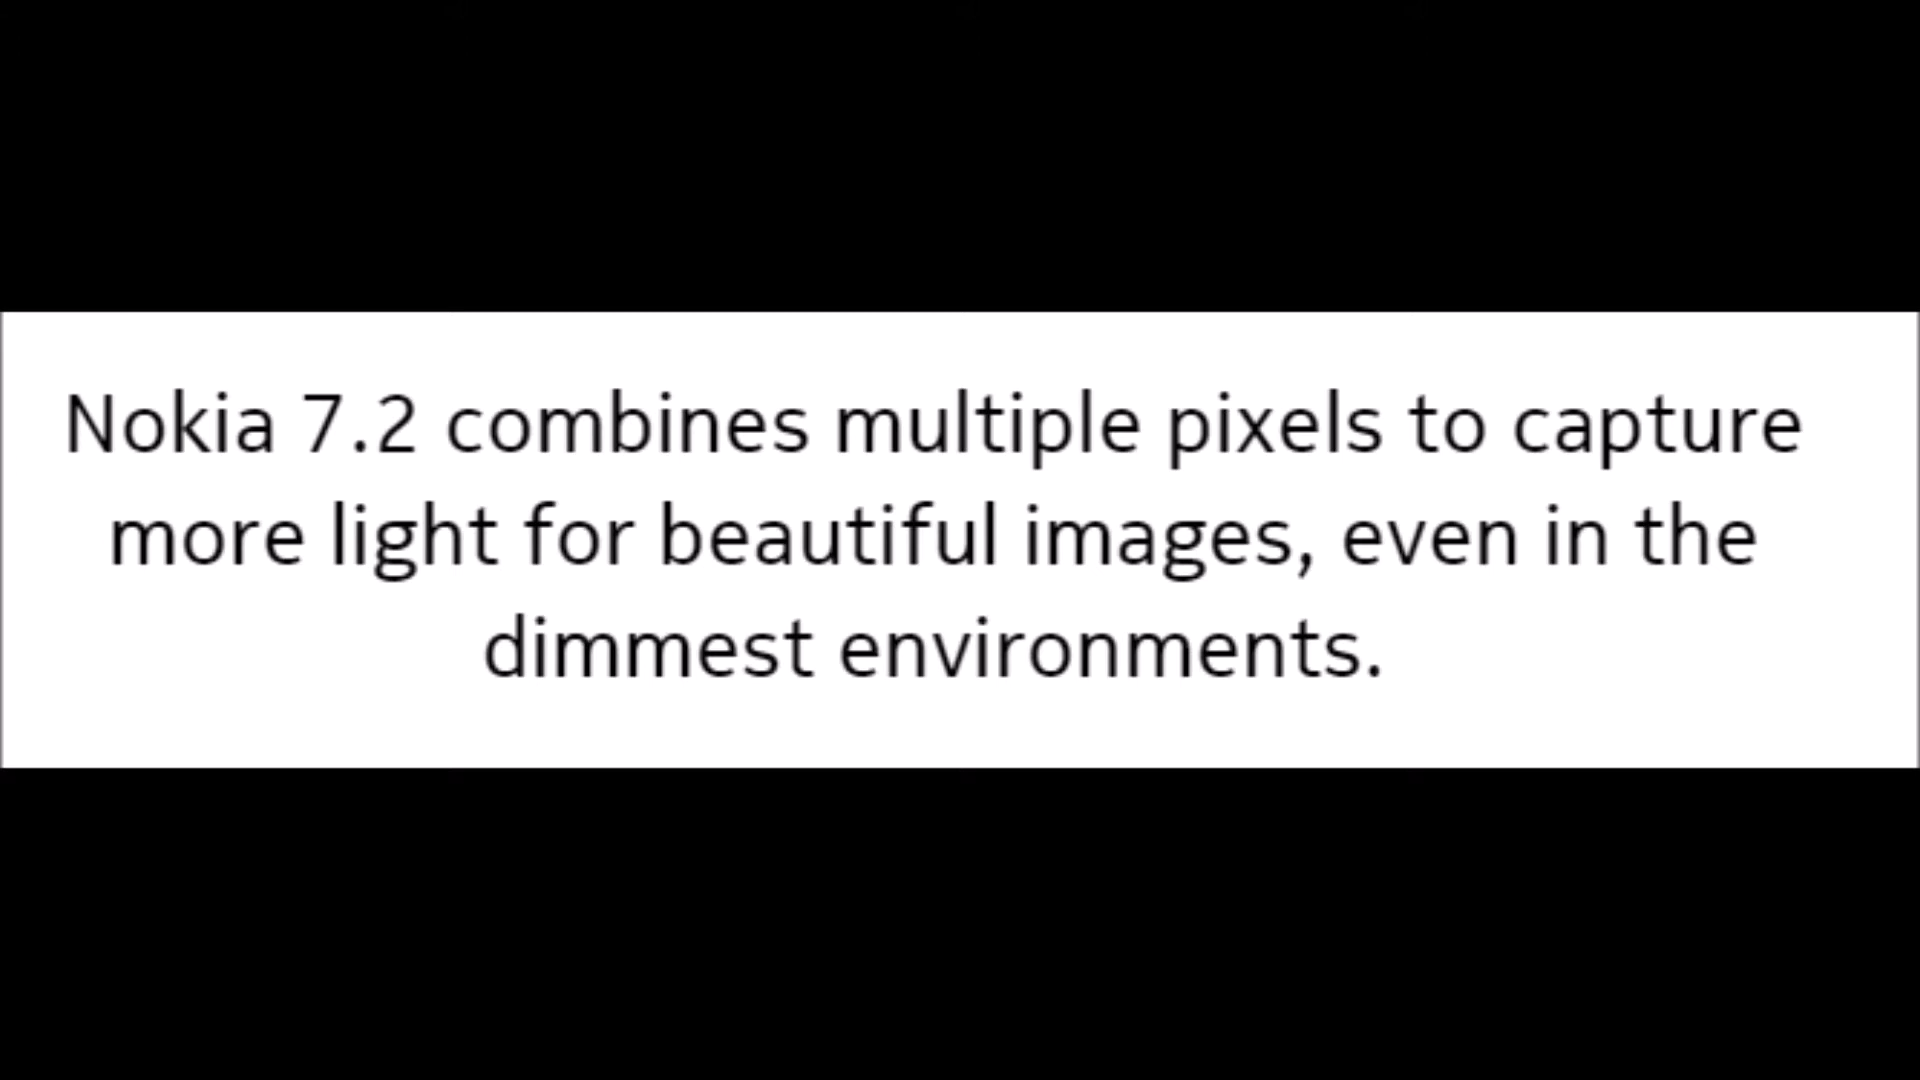 Nokia 7.2 combines multiple pixels to capture
more light for beautiful images, even in the
dimmest environments.